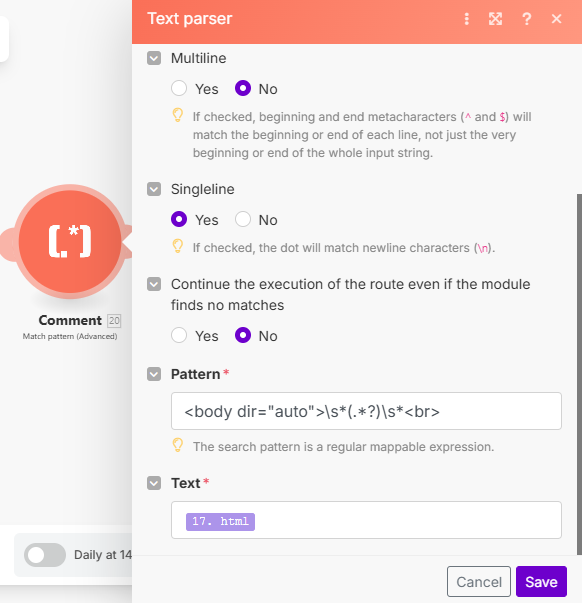 Text parser
Multiline
Yes No
If checked, beginning and end metacharacters (^ and $) will
match the beginning or end of each line, not just the very
beginning or end of the whole input string.
Singleline
Yes No
If checked, the dot will match newline characters (\n).
Continue the execution of the route even if the module
finds no matches
Yes No
Pattern*
<body dir="auto">\s*(.*?)\s*<br>
The search pattern is a regular mappable expression.
Text*
17. html
Cancel Save
[.*]
Comment 20
Match pattern (Advanced)
Daily at 14